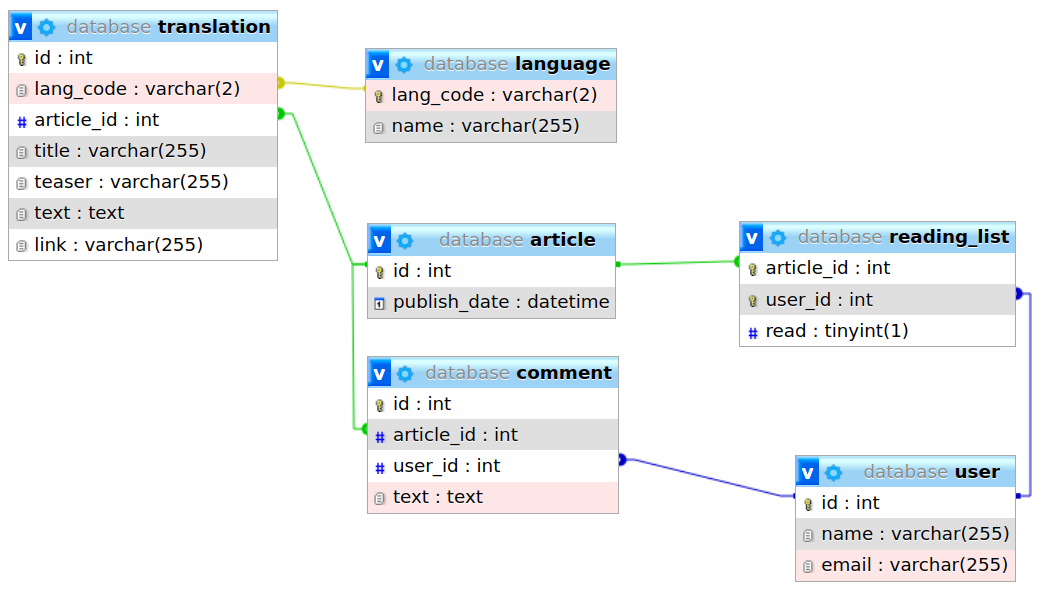 v database translation
id : int
lang_code : varchar(2)
# article_id : int
title : varchar(255)
teaser : varchar(255)
text : text
link : varchar(255)
v database language
lang_code : varchar(2)
name : varchar(255)
v database article
id : int
1 publish_date : datetime
v database reading_list
article_id : int
user_id : int
# read : tinyint(1)
v database comment
id : int
# article_id : int
# user_id : int
text : text
v database user
id : int
name : varchar(255)
email : varchar(255)